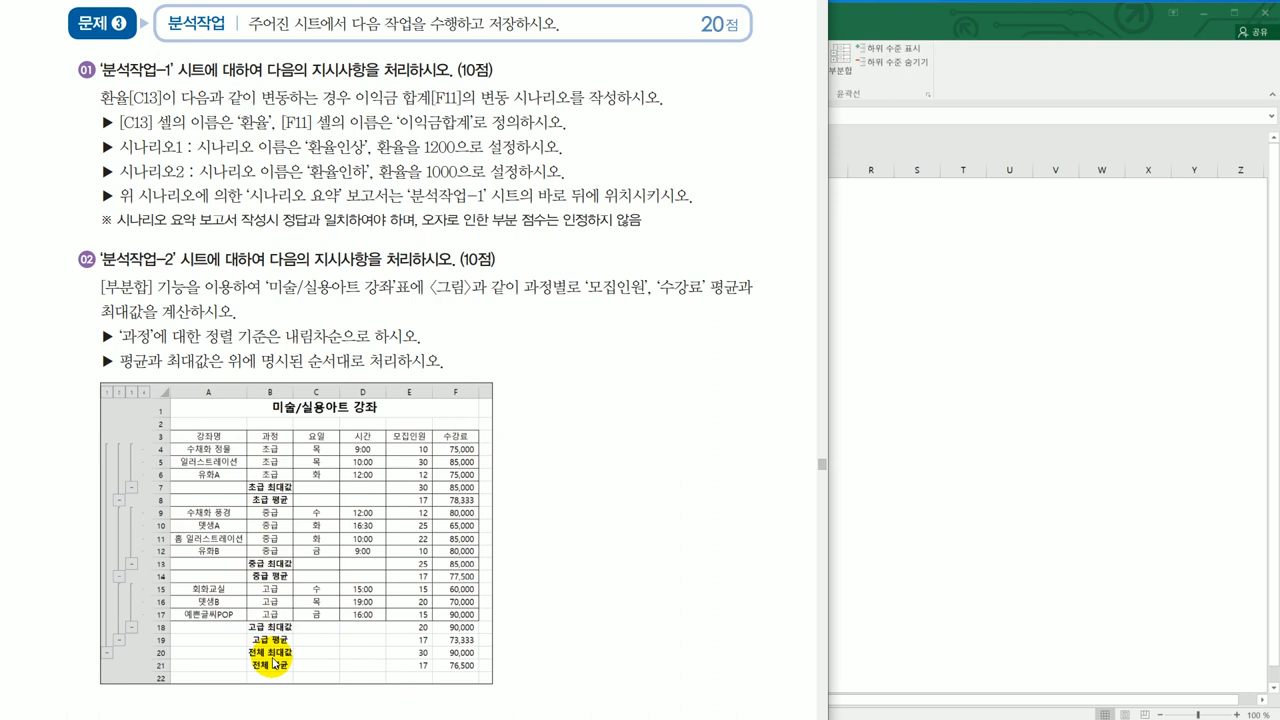 문제 ❸ 분석작업 | 주어진 시트에서 다음 작업을 수행하고 저장하시오. 20점
01 '분석작업-1' 시트에 대하여 다음의 지시사항을 처리하시오. (10점)
환율[C13]이 다음과 같이 변동하는 경우 이익금 합계[F11]의 변동 시나리오를 작성하시오.
▶ [C13] 셀의 이름은 '환율', [F11] 셀의 이름은 '이익금합계'로 정의하시오.
▶ 시나리오1 : 시나리오 이름은 '환율인상', 환율을 1200으로 설정하시오.
▶ 시나리오2 : 시나리오 이름은 '환율인하', 환율을 1000으로 설정하시오.
▶ 위 시나리오에 의한 '시나리오 요약' 보고서는 '분석작업-1' 시트의 바로 뒤에 위치시키시오.
※ 시나리오 요약 보고서 작성시 정답과 일치하여야 하며, 오자로 인한 부분 점수는 인정하지 않음
02 '분석작업-2' 시트에 대하여 다음의 지시사항을 처리하시오. (10점)
[부분합] 기능을 이용하여 '미술/실용아트 강좌'표에 〈그림〉과 같이 과정별로 '모집인원', '수강료' 평균과
최대값을 계산하시오.
▶ '과정'에 대한 정렬 기준은 내림차순으로 하시오.
▶ 평균과 최대값은 위에 명시된 순서대로 처리하시오.
1 2 3 4 A B C D E F
1 미술/실용아트 강좌
2
3 강좌명 과정 요일 시간 모집인원 수강료
4 수채화 정물 초급 목 9:00 10 75,000
5 일러스트레이션 초급 목 10:00 30 85,000
6 유화A 초급 화 12:00 12 75,000
7 초급 최대값 30 85,000
8 초급 평균 17 78,333
9 수채화 풍경 중급 수 12:00 12 80,000
10 뎃생A 중급 화 16:30 25 65,000
11 홈 일러스트레이션 중급 화 10:00 22 85,000
12 유화B 중급 금 9:00 10 80,000
13 중급 최대값 25 85,000
14 중급 평균 17 77,500
15 회화교실 고급 수 15:00 15 60,000
16 뎃생B 고급 목 19:00 20 70,000
17 예쁜글씨POP 고급 금 16:00 15 90,000
18 고급 최대값 20 90,000
19 고급 평균 17 73,333
20 전체 최대값 30 90,000
21 전체 평균 17 76,500
22
공유
하위 수준 표시
하위 수준 숨기기
부분합
윤곽선
R S T U V W X Y Z
100 %